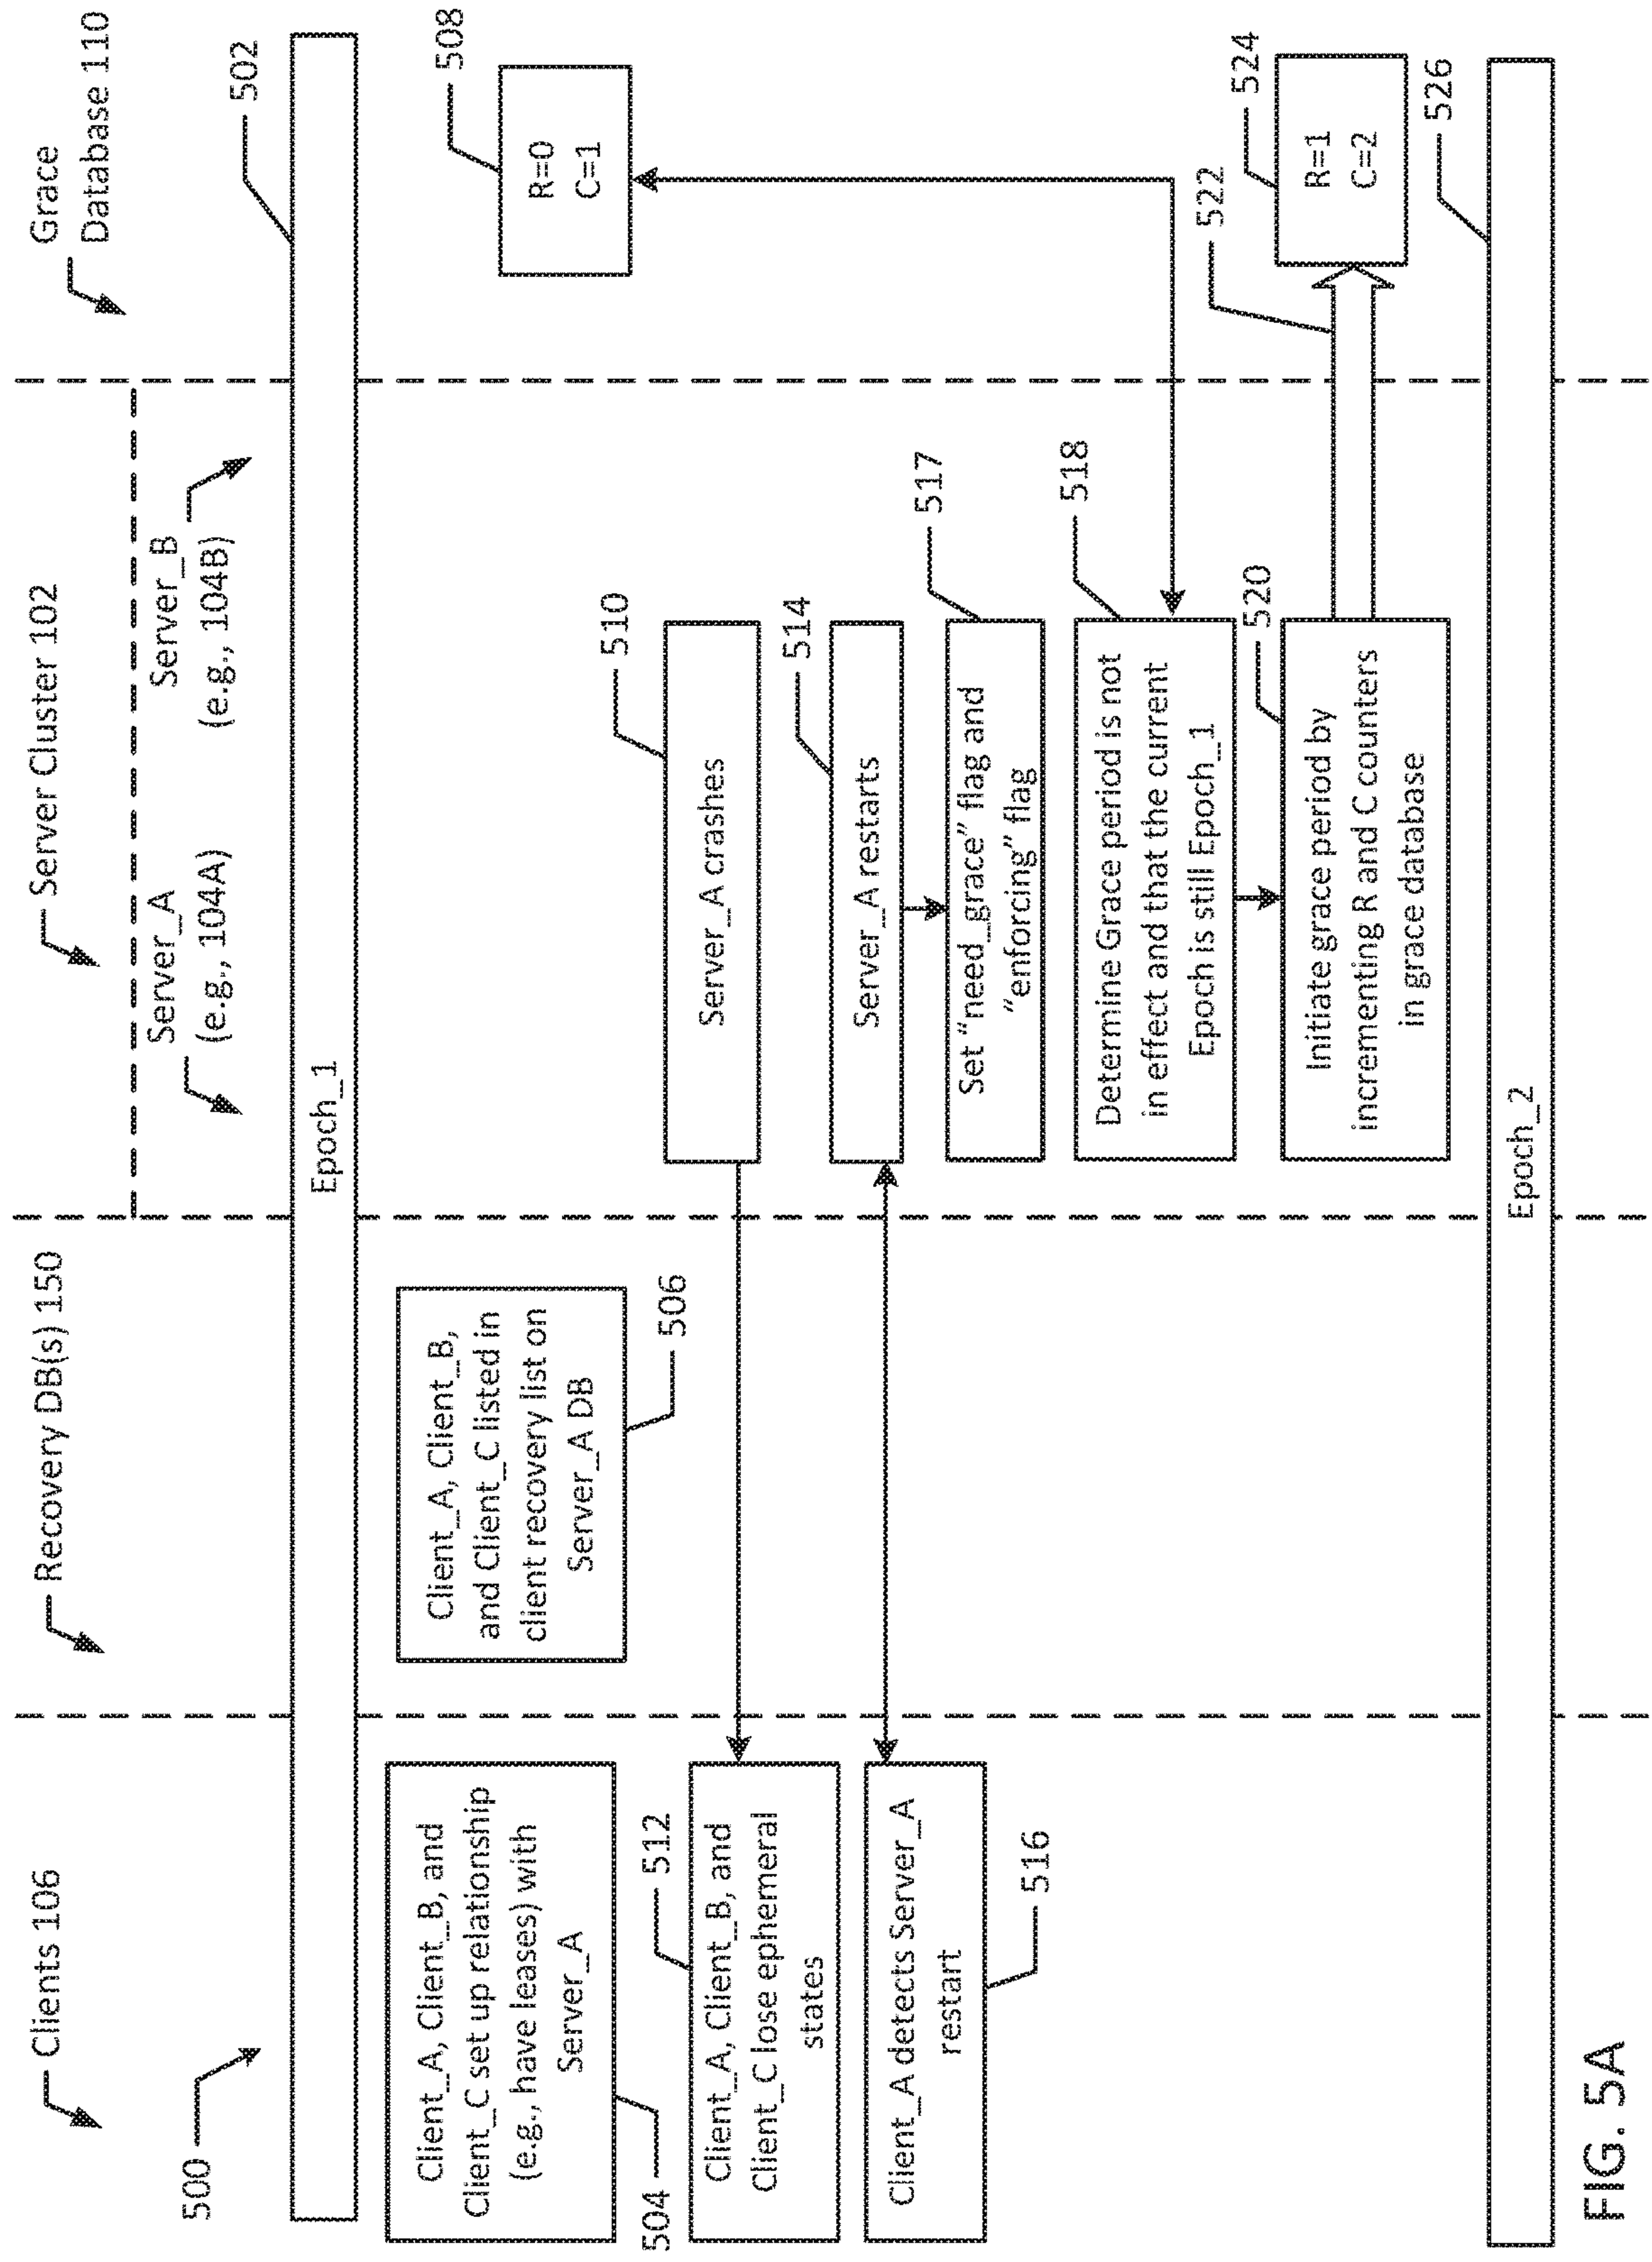 Clients 106
Recovery DB(s) 150
Server Cluster 102
Grace
Database 110
500
Server_A
(e.g., 104A)
Server_B
(e.g., 104B)
502
Epoch_1
Client_A, Client_B, and
Client_C set up relationship
(e.g., have leases) with
Server_A
504
Client_A, Client_B,
and Client_C listed in
client recovery list on
Server_A DB
506
R=0
C=1
508
Server_A crashes
510
512
Client_A, Client_B, and
Client_C lose ephemeral
states
Server_A restarts
514
Client_A detects Server_A
restart
516
Set “need_grace” flag and
“enforcing” flag
517
Determine Grace period is not
in effect and that the current
Epoch is still Epoch_1
518
Initiate grace period by
incrementing R and C counters
in grace database
520
522
R=1
C=2
524
526
Epoch_2
FIG. 5A